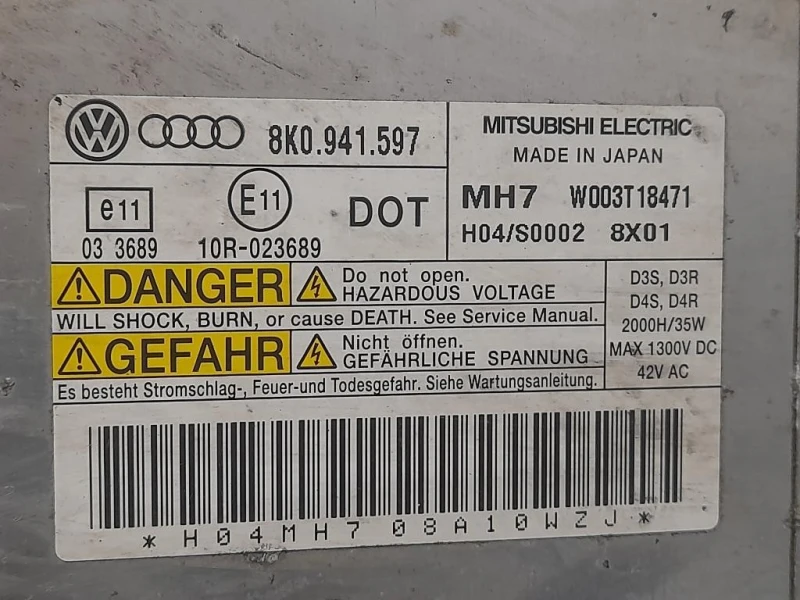 VW 8K0.941.597
MITSUBISHI ELECTRIC
MADE IN JAPAN
e11
E11
DOT
03 3689
10R-023689
MH7 W003T18471
H04/S0002 8X01
DANGER
Do not open.
HAZARDOUS VOLTAGE
WILL SHOCK, BURN, or cause DEATH. See Service Manual.
GEFAHR
Nicht öffnen.
GEFÄHRLICHE SPANNUNG
Es besteht Stromschlag-, Feuer-und Todesgefahr. Siehe Wartungsanleitung.
D3S, D3R
D4S, D4R
2000H/35W
MAX 1300V DC
42V AC
*H04MH708A10WZJ*